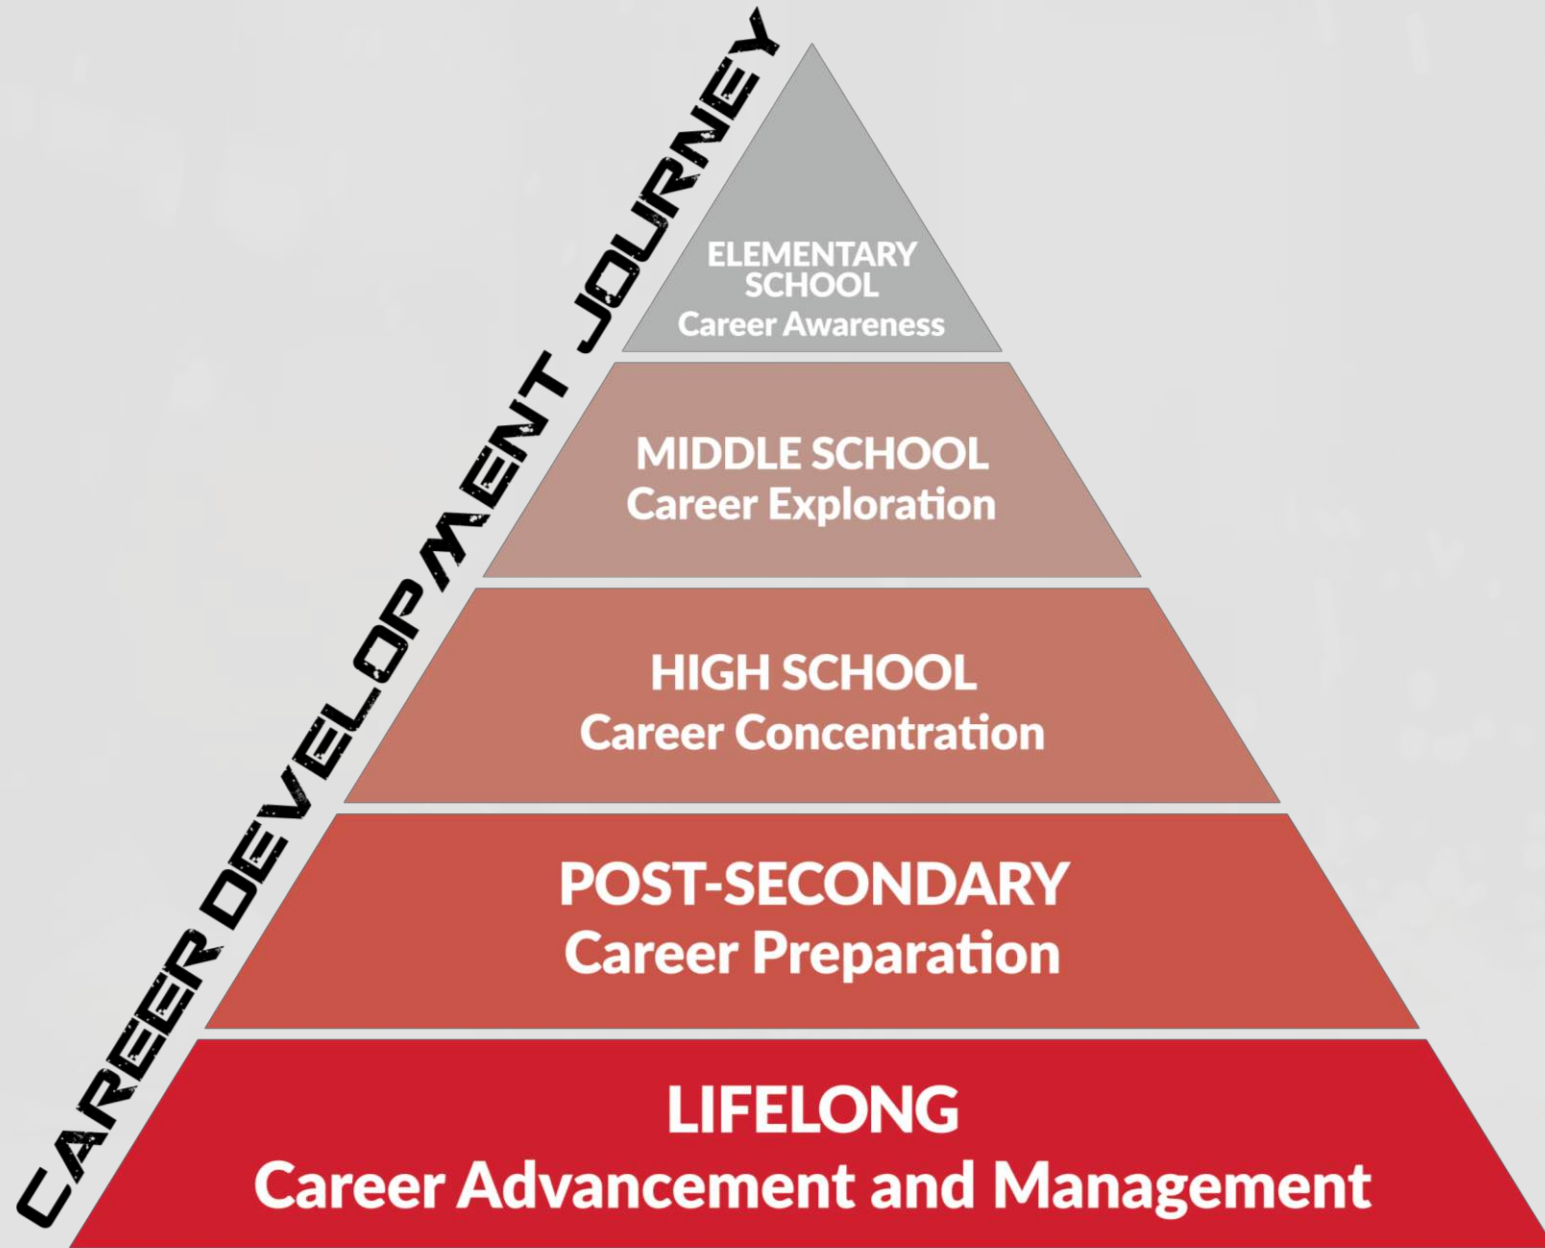 CAREER DEVELOPMENT JOURNEY
ELEMENTARY
SCHOOL
Career Awareness
MIDDLE SCHOOL
Career Exploration
HIGH SCHOOL
Career Concentration
POST-SECONDARY
Career Preparation
LIFELONG
Career Advancement and Management